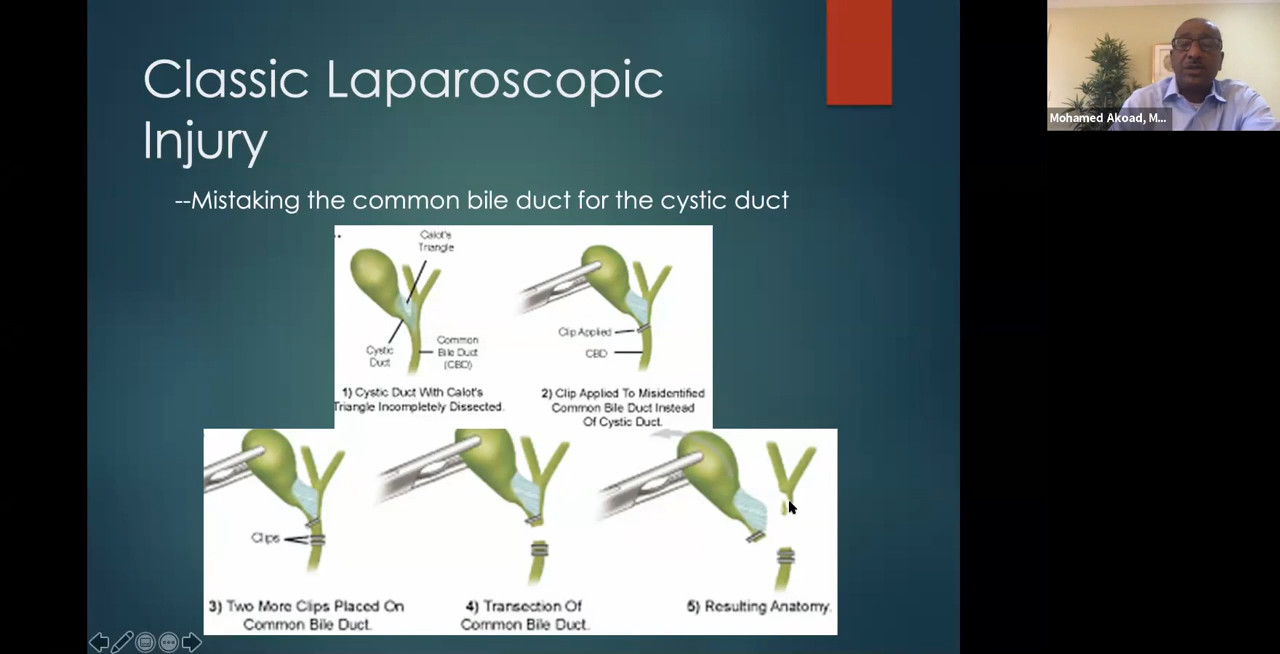 Classic Laparoscopic
Injury
--Mistaking the common bile duct for the cystic duct
Calot's
Triangle
Cystic
Duct
Common
Bile Duct
(CBD)
1) Cystic Duct With Calot's
Triangle Incompletely Dissected.
Clip Applied
CBD
2) Clip Applied To Misidentified
Common Bile Duct Instead
Of Cystic Duct.
Clips
3) Two More Clips Placed On
Common Bile Duct.
4) Transection Of
Common Bile Duct.
5) Resulting Anatomy.
Mohamed Akoad, M...